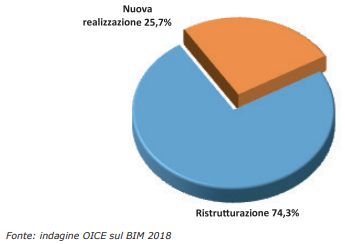 Nuova
realizzazione 25,7%
Ristrutturazione 74,3%
Fonte: indagine OICE sul BIM 2018